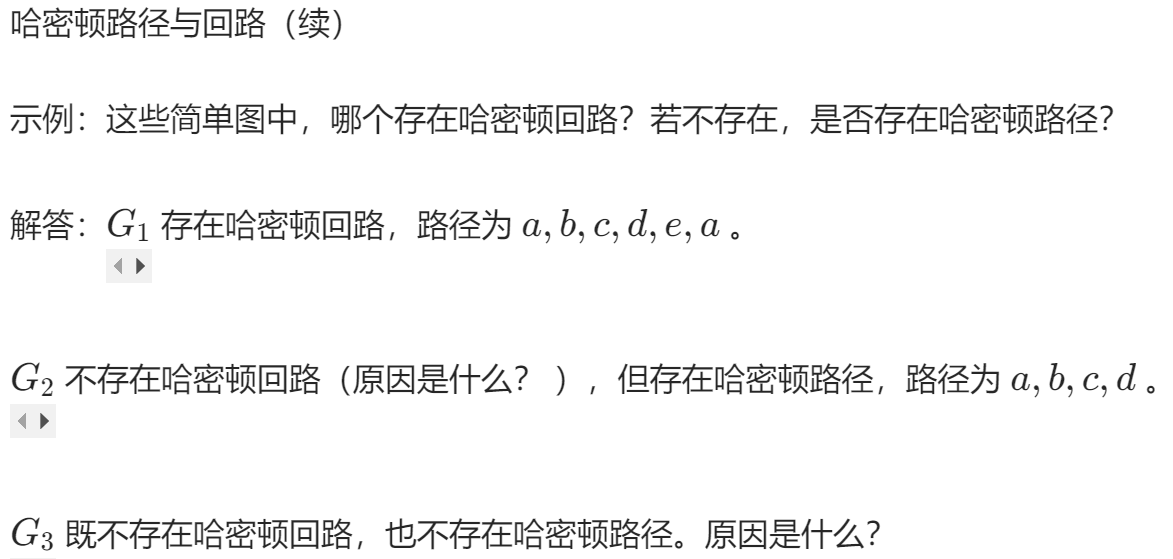 哈密顿路径与回路（续）
示例：这些简单图中，哪个存在哈密顿回路？若不存在，是否存在哈密顿路径？
解答：G₁ 存在哈密顿回路，路径为 a, b, c, d, e, a 。
G₂ 不存在哈密顿回路（原因是什么？ ），但存在哈密顿路径，路径为 a, b, c, d 。
G₃ 既不存在哈密顿回路，也不存在哈密顿路径。原因是什么？